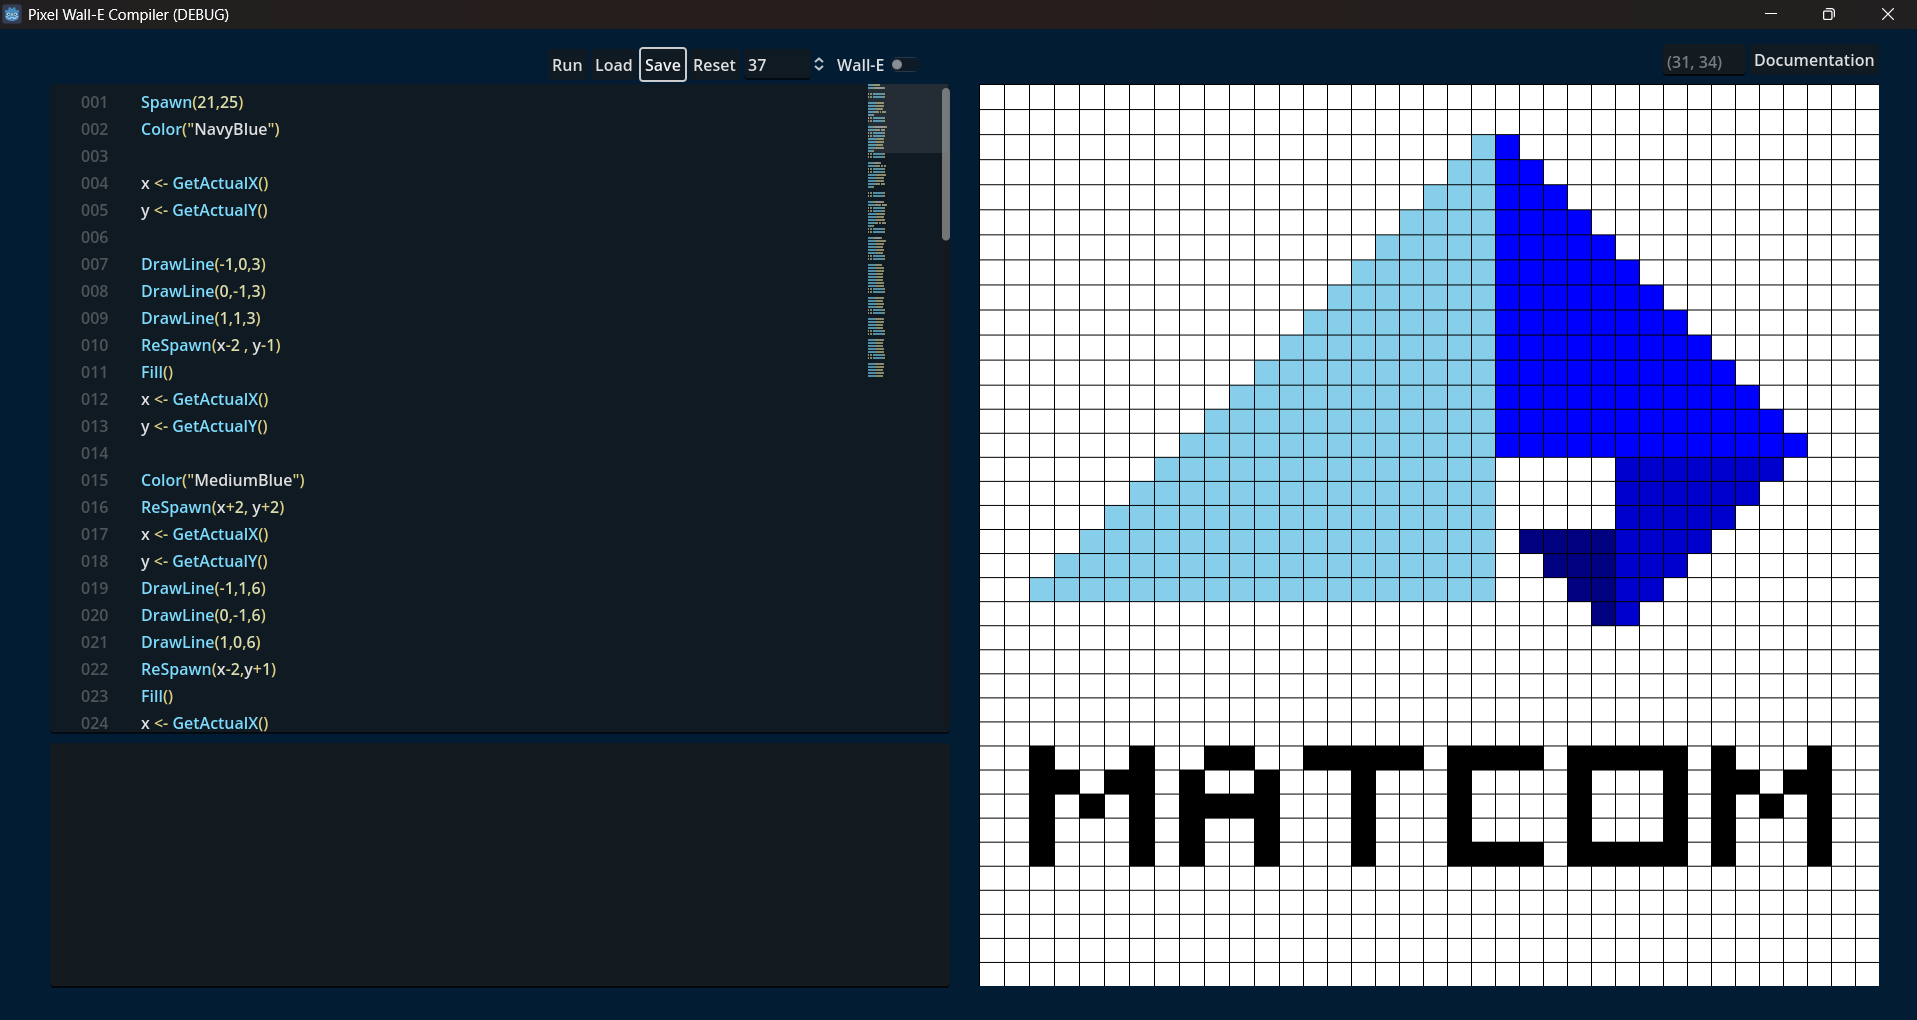 Pixel Wall-E Compiler (DEBUG)
Run Load Save Reset 37 Wall-E
(31, 34) Documentation
001 Spawn(21,25)
002 Color("NavyBlue")
003
004 x <- GetActualX()
005 y <- GetActualY()
006
007 DrawLine(-1,0,3)
008 DrawLine(0,-1,3)
009 DrawLine(1,1,3)
010 ReSpawn(x-2 , y-1)
011 Fill()
012 x <- GetActualX()
013 y <- GetActualY()
014
015 Color("MediumBlue")
016 ReSpawn(x+2, y+2)
017 x <- GetActualX()
018 y <- GetActualY()
019 DrawLine(-1,1,6)
020 DrawLine(0,-1,6)
021 DrawLine(1,0,6)
022 ReSpawn(x-2,y+1)
023 Fill()
024 x <- GetActualX()
MATCOM